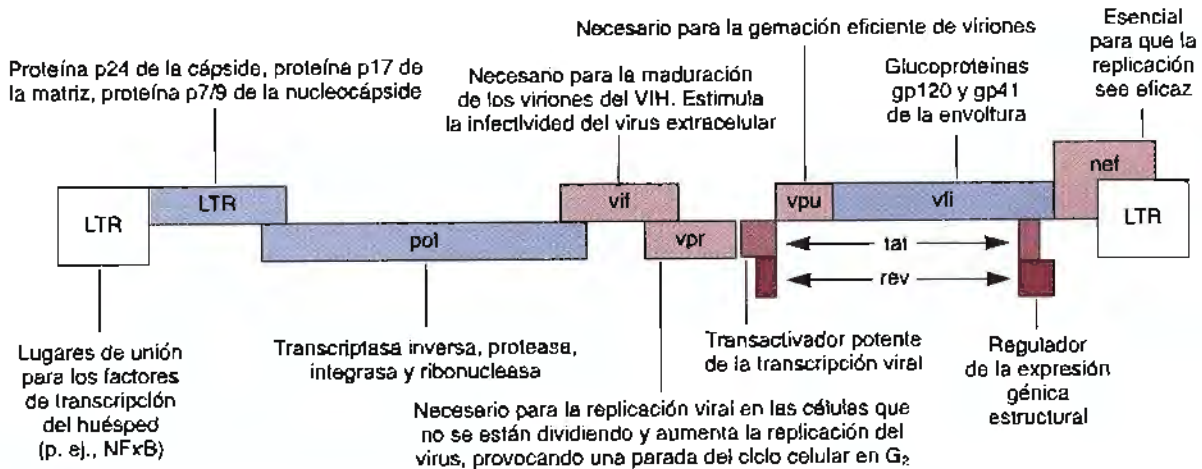 Necesario para la gemación eficiente de viriones
Esencial
para que la
replicación
see eficaz
Proteína p24 de la cápside, proteína p17 de
la matriz, proteína p7/9 de la nucleocápside
Necesario para la maduración
de los viriones del VIH. Estimula
la infectividad del virus extracelular
Glucoproteínas
gp120 y gp41
de la envoltura
LTR
LTR
pol
vif
vpr
vpu
vfi
nef
LTR
tat
rev
Lugares de unión
para los factores
de transcripción
del huésped
(p. ej., NFxB)
Transcriptasa inversa, proteasa,
integrasa y ribonucleasa
Transactivador potente
de la transcripción viral
Regulador
de la expresión
génica
estructural
Necesario para la replicación viral en las células que
no se están dividiendo y aumenta la replicación del
virus, provocando una parada del ciclo celular en G₂